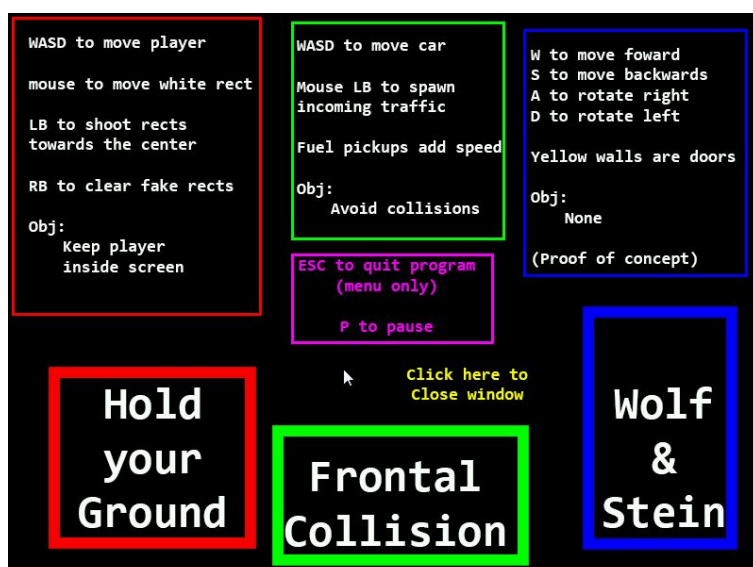 WASD to move player
mouse to move white rect
LB to shoot rects
towards the center
RB to clear fake rects
Obj:
Keep player
inside screen
WASD to move car
Mouse LB to spawn
incoming traffic
Fuel pickups add speed
Obj:
Avoid collisions
W to move foward
S to move backwards
A to rotate right
D to rotate left
Yellow walls are doors
Obj:
None
(Proof of concept)
ESC to quit program
(menu only)
P to pause
Click here to
Close window
Hold
your
Ground
Frontal
Collision
Wolf
&
Stein